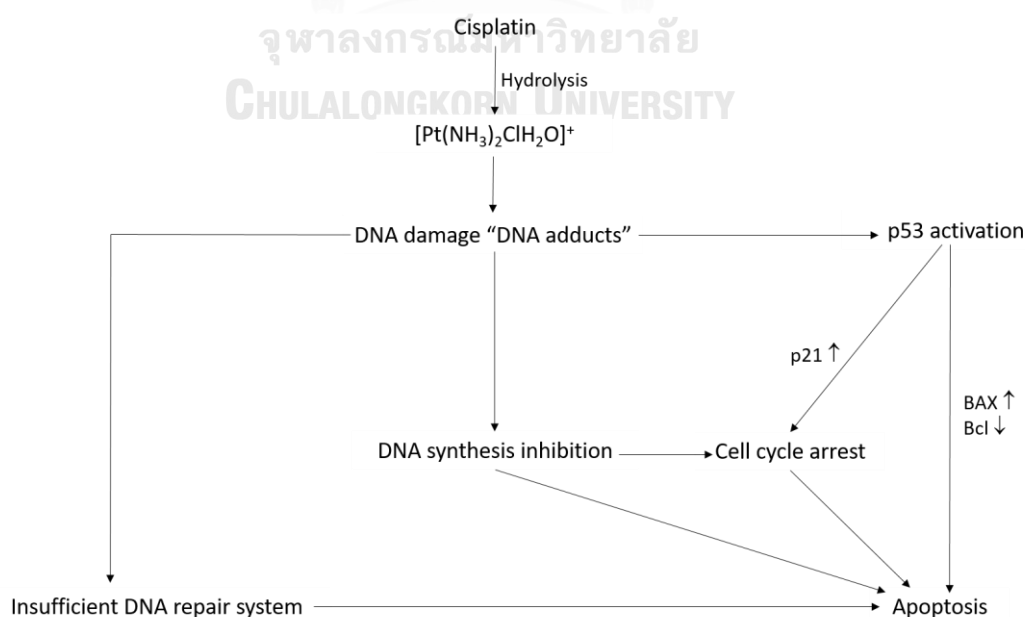 Cisplatin
จุฬาลงกรณ์มหาวิทยาลัย
Hydrolysis
CHULALONGKORN UNIVERSITY
[Pt(NH₃)₂ClH₂O]⁺
DNA damage “DNA adducts”
p53 activation
p21 ↑
BAX ↑
Bcl ↓
DNA synthesis inhibition
Cell cycle arrest
Insufficient DNA repair system
Apoptosis